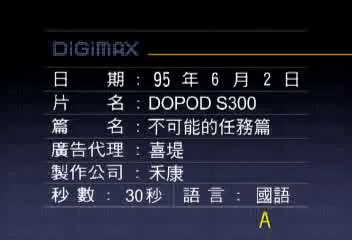 DIGIMAX
日 期：95 年 6 月 2 日
片 名：DOPOD S300
篇 名：不可能的任務篇
廣告代理：喜堤
製作公司：禾康
秒 數：30秒 語 言：國語
A